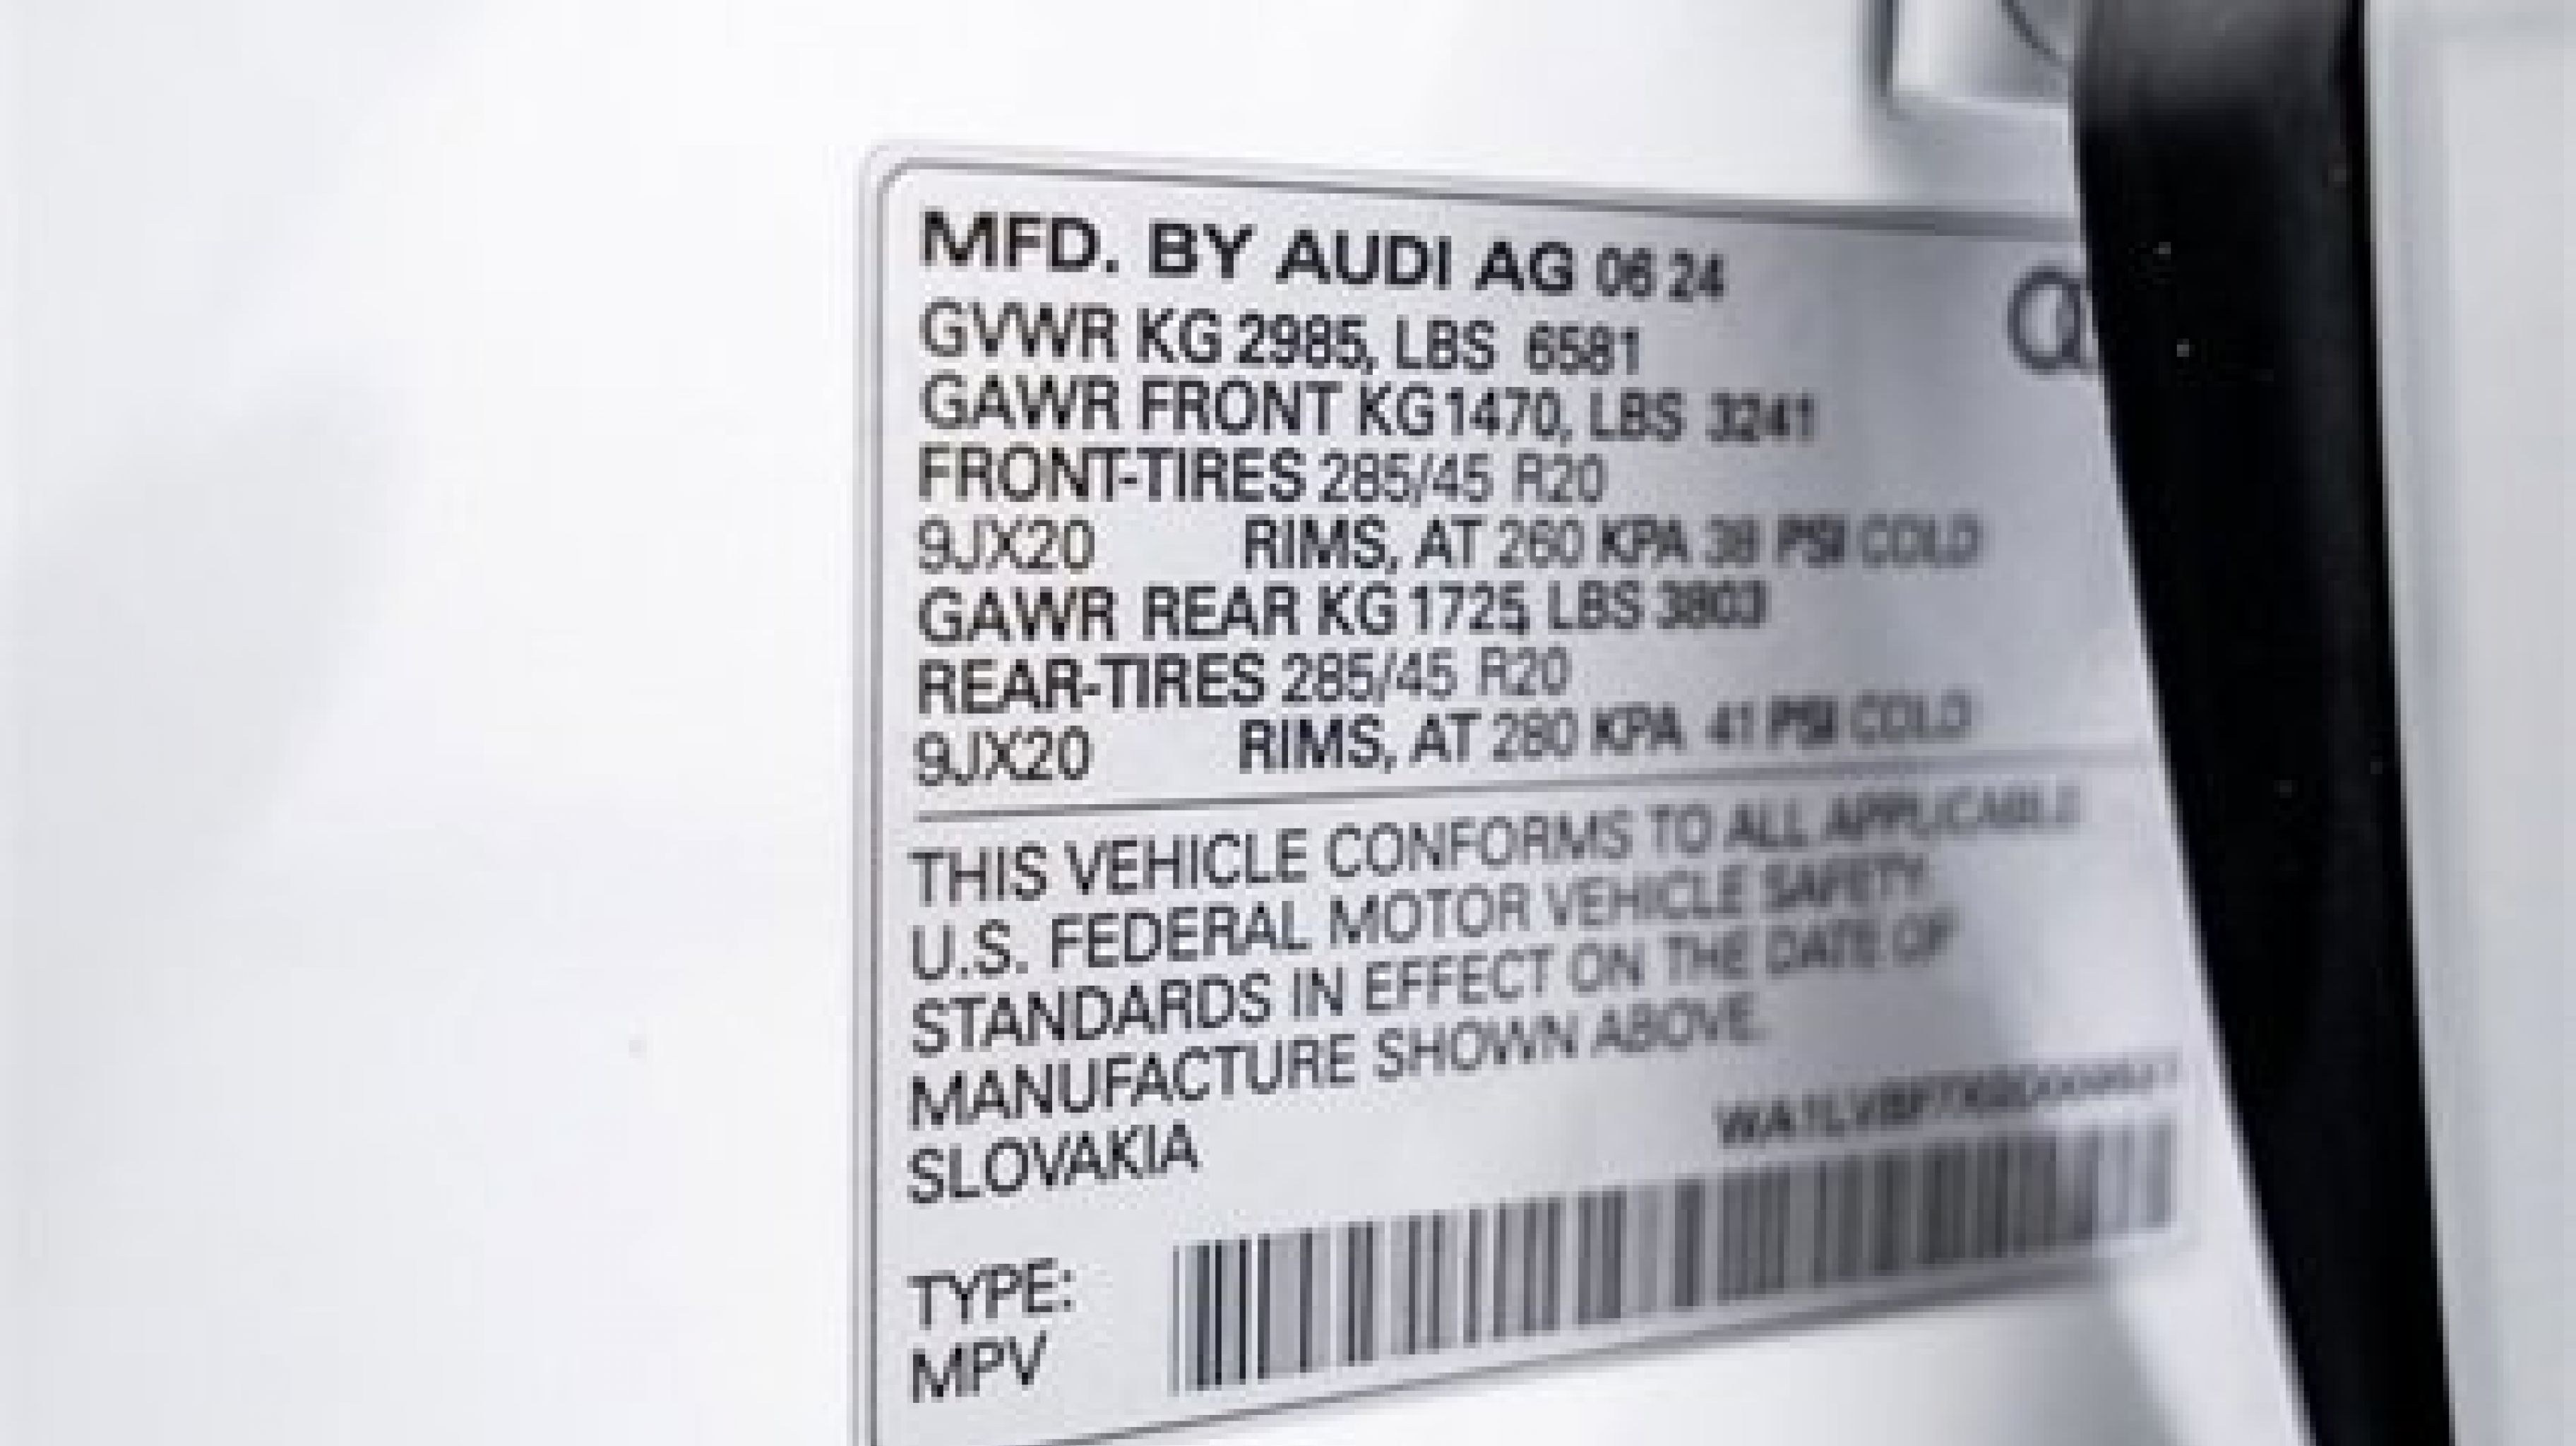 MFD. BY AUDI AG 06 24
GVWR KG 2985, LBS 6581
GAWR FRONT KG 1470, LBS 3241
FRONT-TIRES 285/45 R20
9JX20 RIMS, AT 260 KPA 38 PSI COLD
GAWR REAR KG 1725, LBS 3803
REAR-TIRES 285/45 R20
9JX20 RIMS, AT 280 KPA 41 PSI COLD
THIS VEHICLE CONFORMS TO ALL APPLICABLE
U.S. FEDERAL MOTOR VEHICLE SAFETY
STANDARDS IN EFFECT ON THE DATE OF
MANUFACTURE SHOWN ABOVE.
SLOVAKIA
TYPE:
MPV